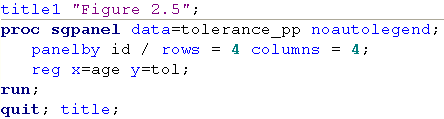 title1 "Figure 2.5";
proc sgpanel data=tolerance_pp noautolegend;
panelby id / rows = 4 columns = 4;
reg x=age y=tol;
run;
quit; title;